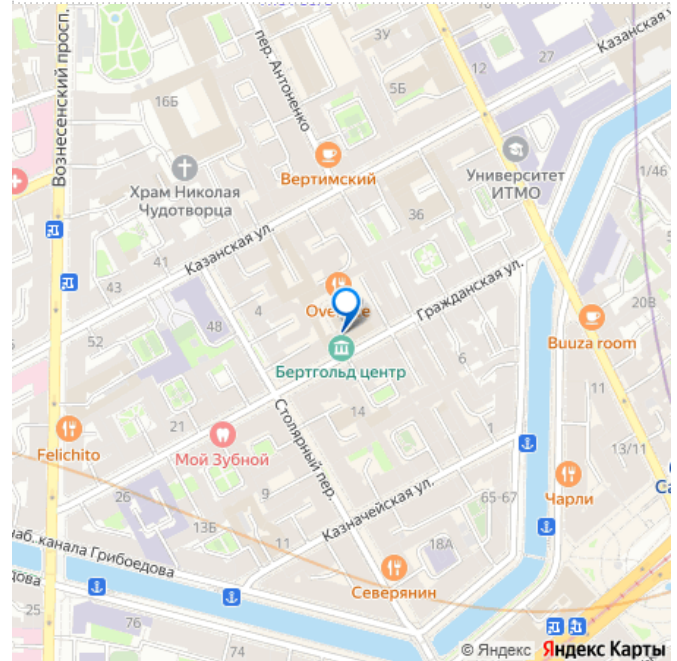 Казанская
ЗУ
12
27
пер. Антоненко
5Б
16Б
Вознесенский просп.
Вертимский
Университет
ИТМО
1/46
Храм Николая
Чудотворца
36
Казанская ул.
41
43
Гражданская ул.
4
48
52
20В
Buuza room
Бертгольд центр
6
11
14
21
Felichito
Мой Зубной
Столярный пер.
1
13/11
26
9
Казначейская ул.
65-67
Чарли
13Б
11
18А
наб. канала Грибоедова
Северянин
25
76
74
© Яндекс Яндекс Карты